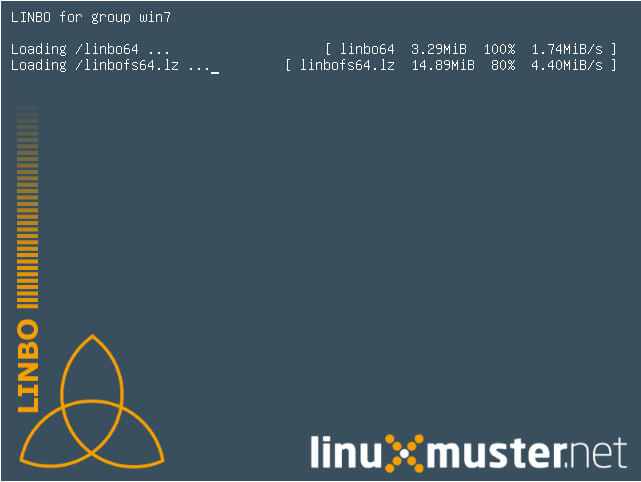 LINBO for group win7
Loading /linbo64 ... [ linbo64 3.29MiB 100% 1.74MiB/s ]
Loading /linbofs64.lz ..._ [ linbofs64.lz 14.89MiB 80% 4.40MiB/s ]
LINBO
linuxmuster.net